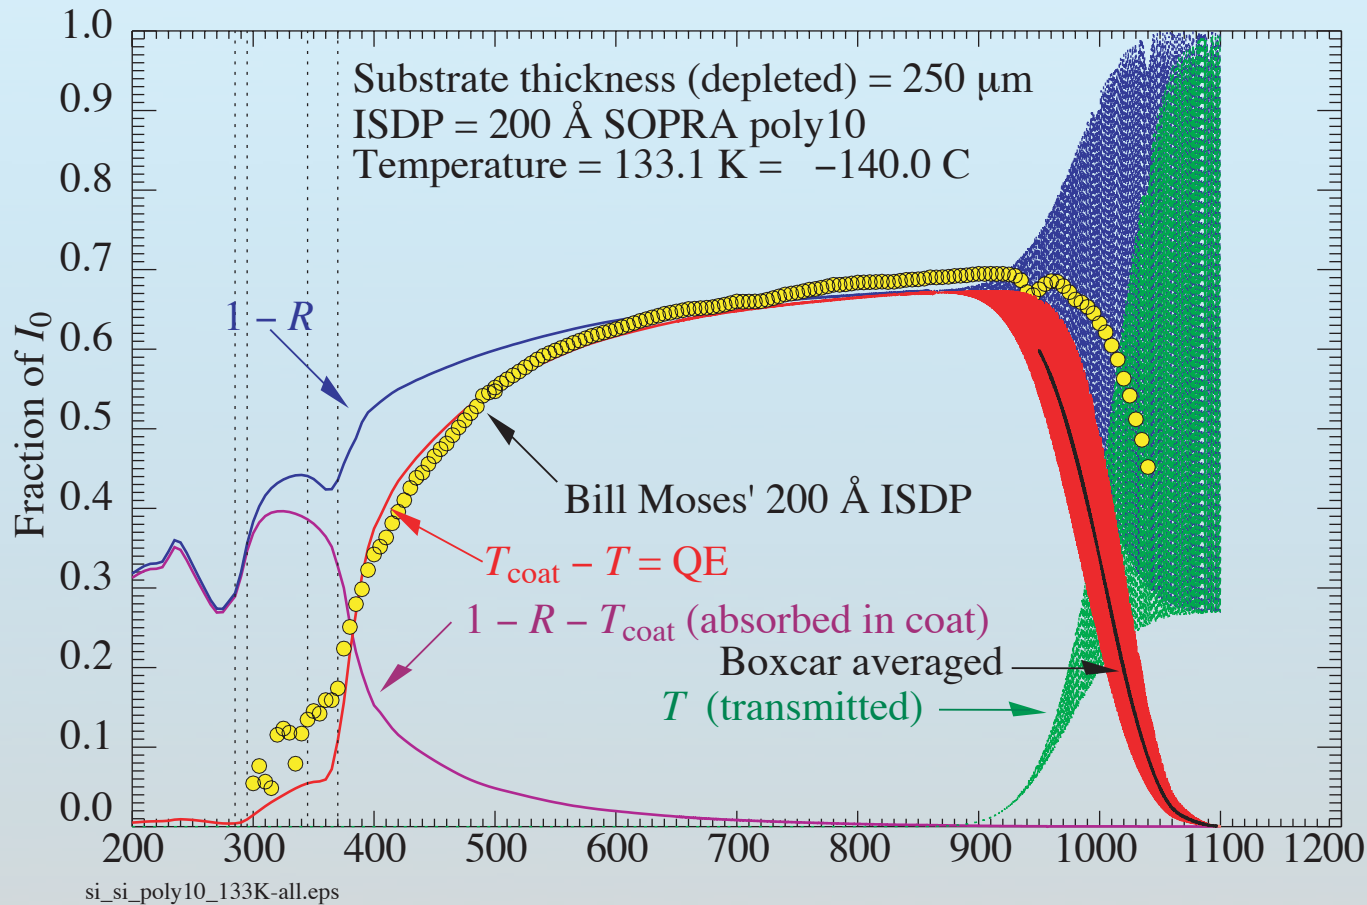 1.0
0.9
0.8
0.7
0.6
0.5
0.4
0.3
0.2
0.1
0.0
Fraction of I₀
Substrate thickness (depleted) = 250 μm
ISDP = 200 Å SOPRA poly10
Temperature = 133.1 K = −140.0 C
1 − R
Bill Moses' 200 Å ISDP
T_coat − T = QE
1 − R − T_coat (absorbed in coat)
Boxcar averaged
T (transmitted)
200 300 400 500 600 700 800 900 1000 1100 1200
si_si_poly10_133K-all.eps